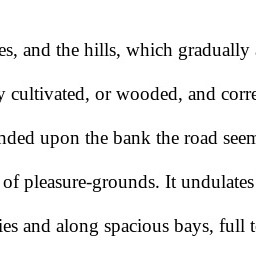 es, and the hills, which gradually
y cultivated, or wooded, and corre
nded upon the bank the road seem
of pleasure-grounds. It undulates
ies and along spacious bays, full t